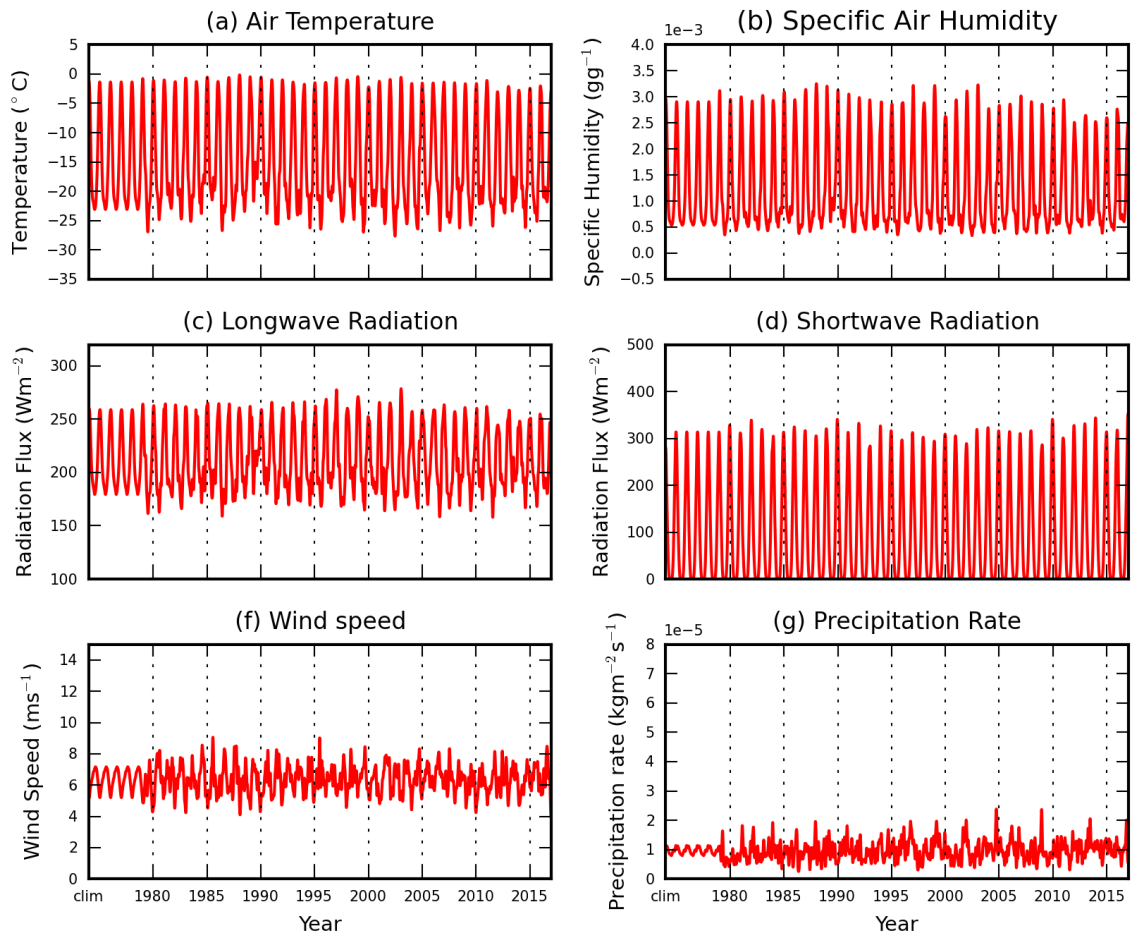 (a) Air Temperature
Temperature (°C)
5
0
−5
−10
−15
−20
−25
−30
−35
(b) Specific Air Humidity
1e−3
Specific Humidity (gg⁻¹)
4.0
3.5
3.0
2.5
2.0
1.5
1.0
0.5
0.0
−0.5
(c) Longwave Radiation
Radiation Flux (Wm⁻²)
300
250
200
150
100
(d) Shortwave Radiation
Radiation Flux (Wm⁻²)
500
400
300
200
100
0
(f) Wind speed
Wind Speed (ms⁻¹)
14
12
10
8
6
4
2
0
clim 1980 1985 1990 1995 2000 2005 2010 2015
Year
(g) Precipitation Rate
1e−5
Precipitation rate (kgm⁻²s⁻¹)
8
7
6
5
4
3
2
1
0
clim 1980 1985 1990 1995 2000 2005 2010 2015
Year